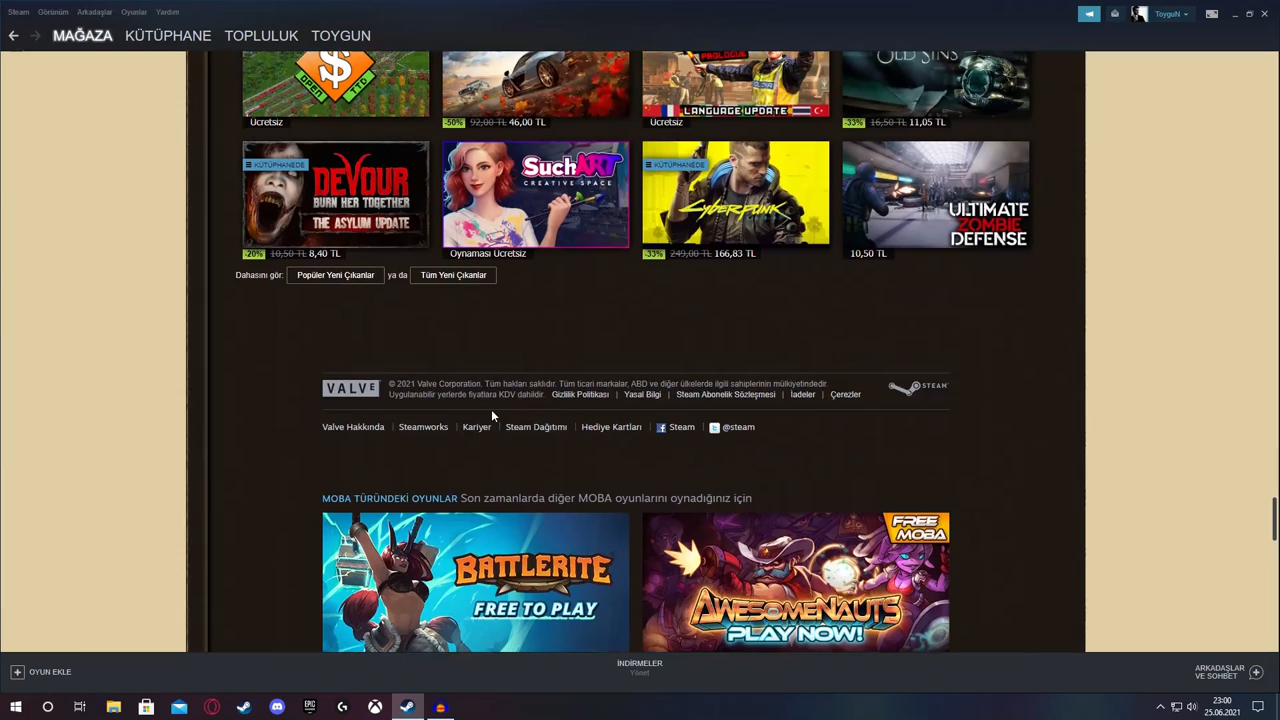 Steam Görünüm Arkadaşlar Oyunlar Yardım
ToyguN
MAĞAZA KÜTÜPHANE TOPLULUK TOYGUN
$
OPENTTD
PROLOGUE
LANGUAGE UPDATE
OLD SINS
Ücretsiz
-50% 92,00 TL 46,00 TL
Ücretsiz
-33% 16,50 TL 11,05 TL
KÜTÜPHANEDE
DEVOUR
BURN HER TOGETHER
THE ASYLUM UPDATE
SuchART
CREATIVE SPACE
KÜTÜPHANEDE
CYBERPUNK
ULTIMATE
ZOMBIE
DEFENSE
-20% 10,50 TL 8,40 TL
Oynaması Ücretsiz
-33% 249,00 TL 166,83 TL
10,50 TL
Dahasını gör: Popüler Yeni Çıkanlar ya da Tüm Yeni Çıkanlar
VALVE
© 2021 Valve Corporation. Tüm hakları saklıdır. Tüm ticari markalar, ABD ve diğer ülkelerde ilgili sahiplerinin mülkiyetindedir.
Uygulanabilir yerlerde fiyatlara KDV dahildir. Gizlilik Politikası | Yasal Bilgi | Steam Abonelik Sözleşmesi | İadeler | Çerezler
STEAM
Valve Hakkında | Steamworks | Kariyer | Steam Dağıtımı | Hediye Kartları | Steam | @steam
MOBA TÜRÜNDEKİ OYUNLAR Son zamanlarda diğer MOBA oyunlarını oynadığınız için
BATTLERITE
FREE TO PLAY
FREE
MOBA
AWESOMENAUTS
PLAY NOW!
OYUN EKLE
İNDİRMELER
Yönet
ARKADAŞLAR
VE SOHBET
EPIC
23:00
25.06.2021